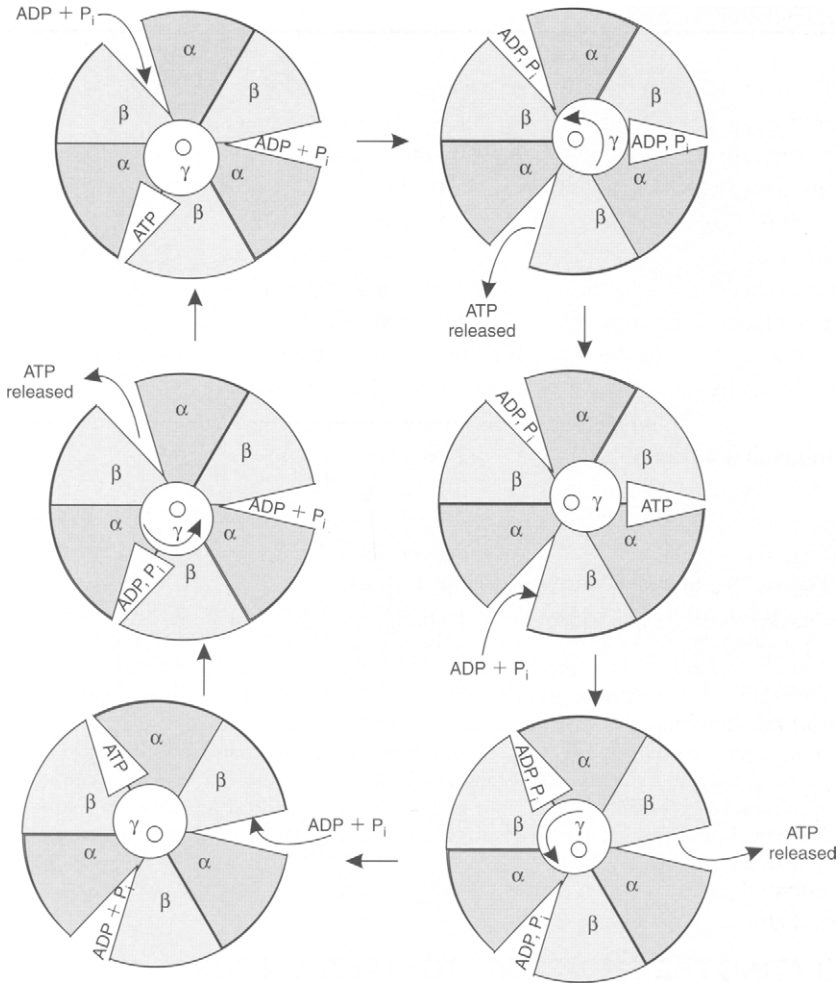 ADP + Pi
α
β
β
ADP + Pi
α
γ
α
ATP
β
ADP, Pi
α
β
β
γ
ADP, Pi
α
α
β
ATP
released
ATP
released
α
β
β
ADP + Pi
γ
α
α
ADP, Pi
β
ADP, Pi
α
β
β
γ
ATP
α
α
β
ADP + Pi
ATP
α
β
β
γ
ADP + Pi
α
α
β
ADP + Pi
ADP, Pi
α
β
β
γ
ATP
released
α
α
β
ADP, Pi